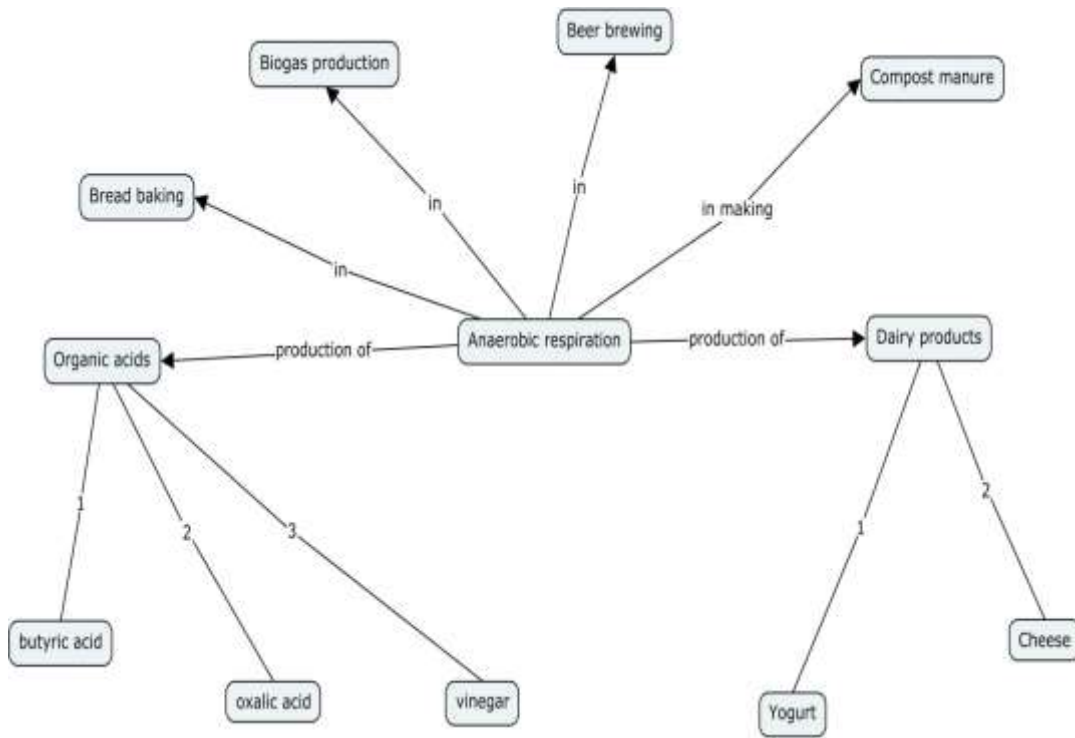 Beer brewing
Biogas production
Compost manure
Bread baking
in
in
in
in making
Organic acids
production of
Anaerobic respiration
production of
Dairy products
1
2
3
1
2
butyric acid
oxalic acid
vinegar
Yogurt
Cheese